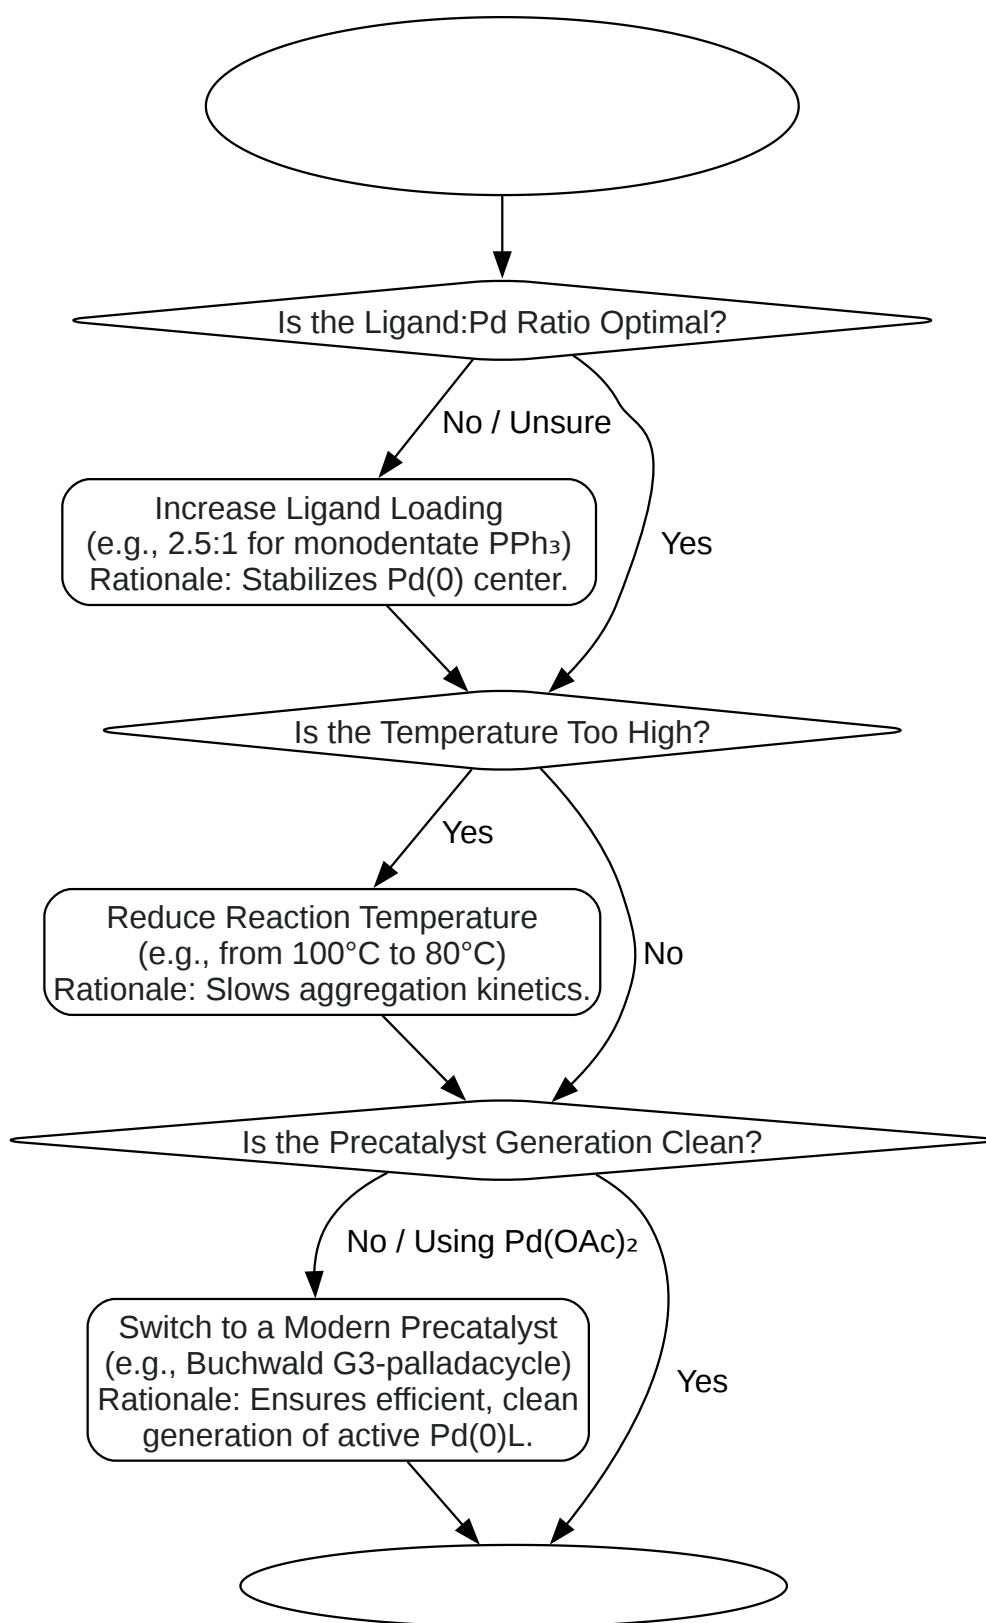 Is the Ligand:Pd Ratio Optimal?
No / Unsure
Increase Ligand Loading
(e.g., 2.5:1 for monodentate PPh₃)
Rationale: Stabilizes Pd(0) center.
Yes
Is the Temperature Too High?
Yes
Reduce Reaction Temperature
(e.g., from 100°C to 80°C)
Rationale: Slows aggregation kinetics.
No
Is the Precatalyst Generation Clean?
No / Using Pd(OAc)₂
Switch to a Modern Precatalyst
(e.g., Buchwald G3-palladacycle)
Rationale: Ensures efficient, clean
generation of active Pd(0)L.
Yes